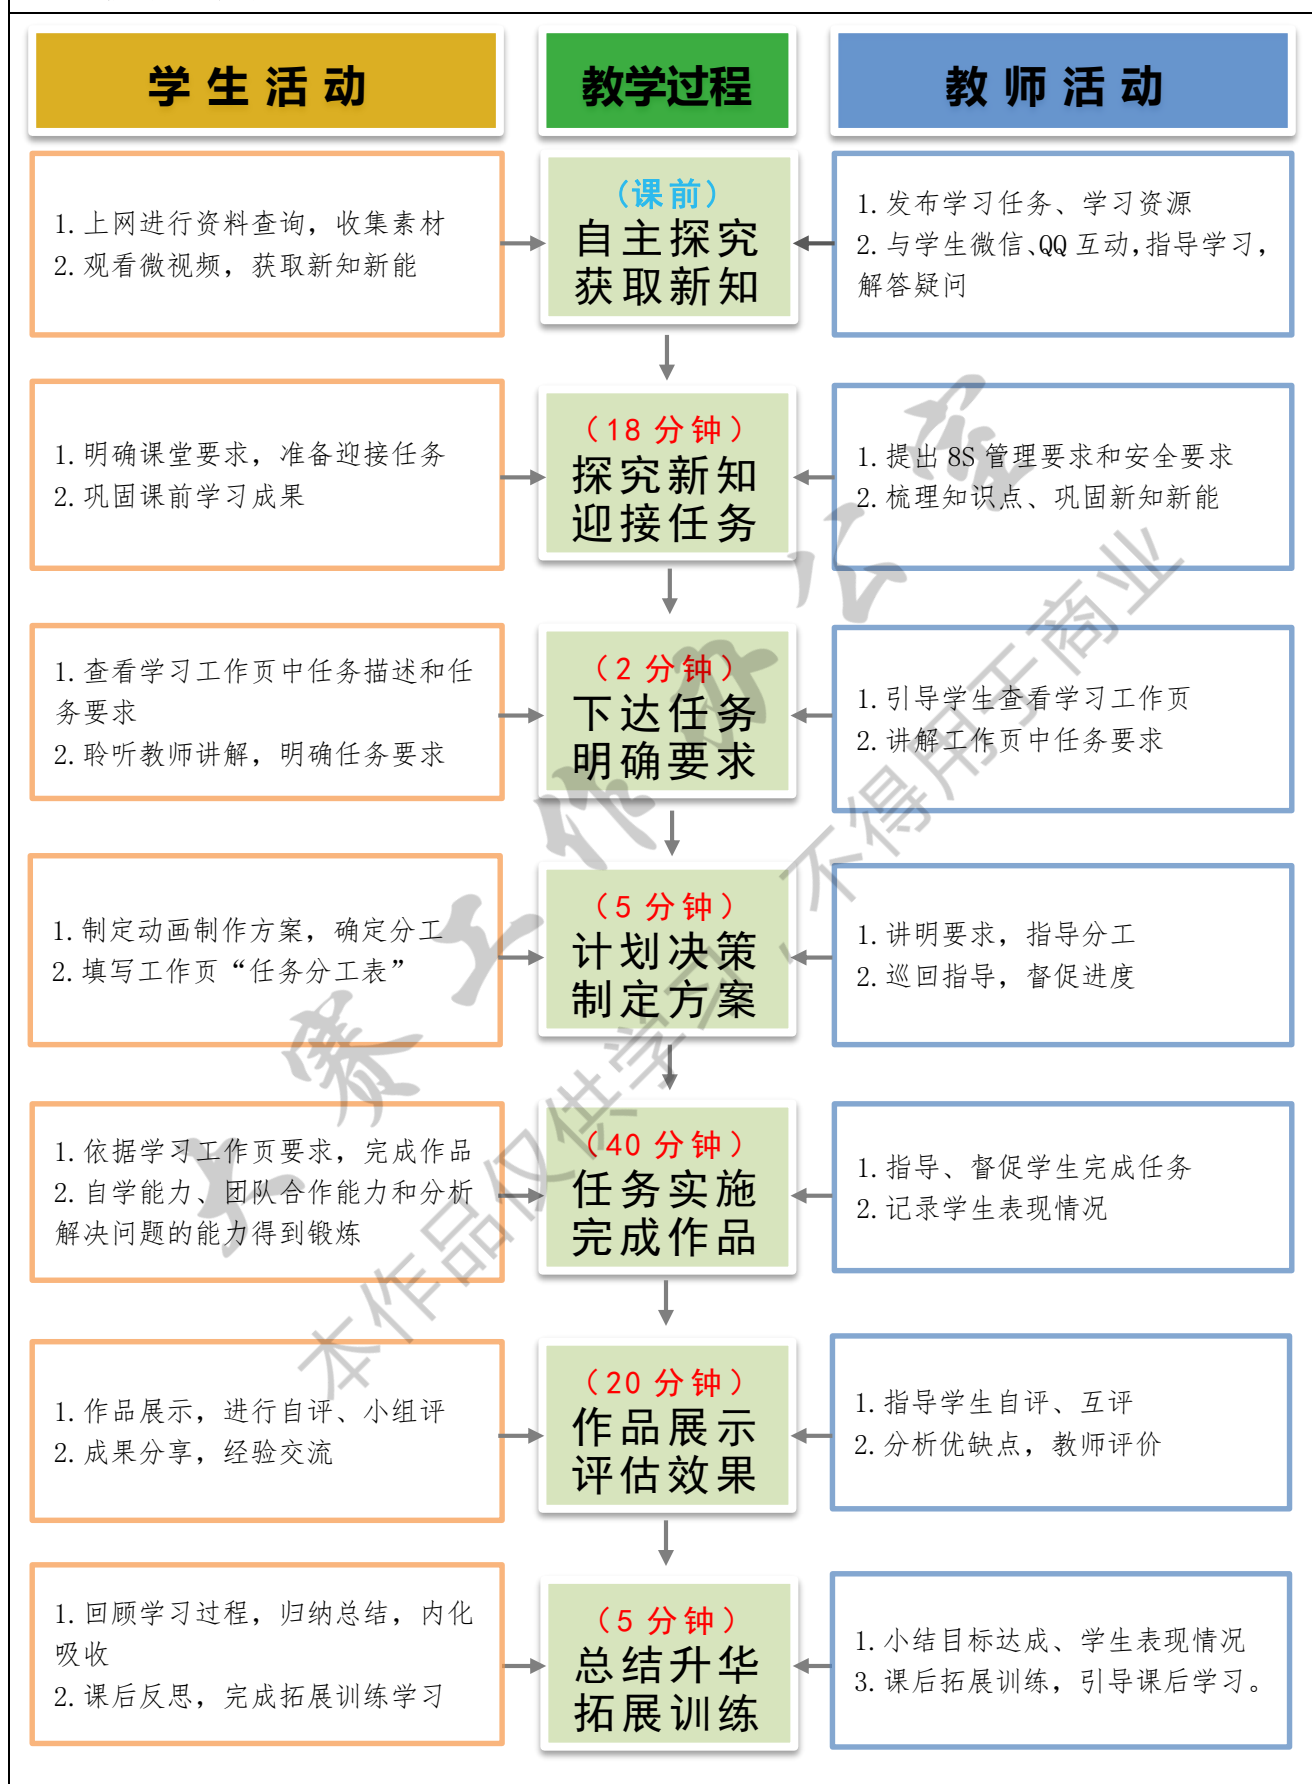 学生活动
教学过程
教师活动
1.上网进行资料查询，收集素材
2.观看微视频，获取新知新能
（课前）
自主探究
获取新知
1.发布学习任务、学习资源
2.与学生微信、QQ互动，指导学习，
解答疑问
1.明确课堂要求，准备迎接任务
2.巩固课前学习成果
（18分钟）
探究新知
迎接任务
1.提出8S管理要求和安全要求
2.梳理知识点、巩固新知新能
1.查看学习工作页中任务描述和任
务要求
2.聆听教师讲解，明确任务要求
（2分钟）
下达任务
明确要求
1.引导学生查看学习工作页
2.讲解工作页中任务要求
1.制定动画制作方案，确定分工
2.填写工作页“任务分工表”
（5分钟）
计划决策
制定方案
1.讲明要求，指导分工
2.巡回指导，督促进度
1.依据学习工作页要求，完成作品
2.自学能力、团队合作能力和分析
解决问题的能力得到锻炼
（40分钟）
任务实施
完成作品
1.指导、督促学生完成任务
2.记录学生表现情况
1.作品展示，进行自评、小组评
2.成果分享，经验交流
（20分钟）
作品展示
评估效果
1.指导学生自评、互评
2.分析优缺点，教师评价
1.回顾学习过程，归纳总结，内化
吸收
2.课后反思，完成拓展训练学习
（5分钟）
总结升华
拓展训练
1.小结目标达成、学生表现情况
3.课后拓展训练，引导课后学习。
大赛工作办公室
本作品仅供学习，不得用于商业